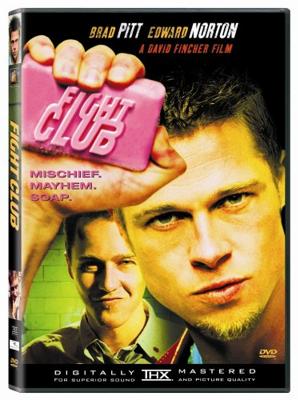 BRAD PITT EDWARD NORTON
A DAVID FINCHER FILM
FIGHT
CLUB
MISCHIEF.
MAYHEM.
SOAP.
FIGHT CLUB
DVD
DIGITALLY THX MASTERED
FOR SUPERIOR SOUND AND PICTURE QUALITY
DVD